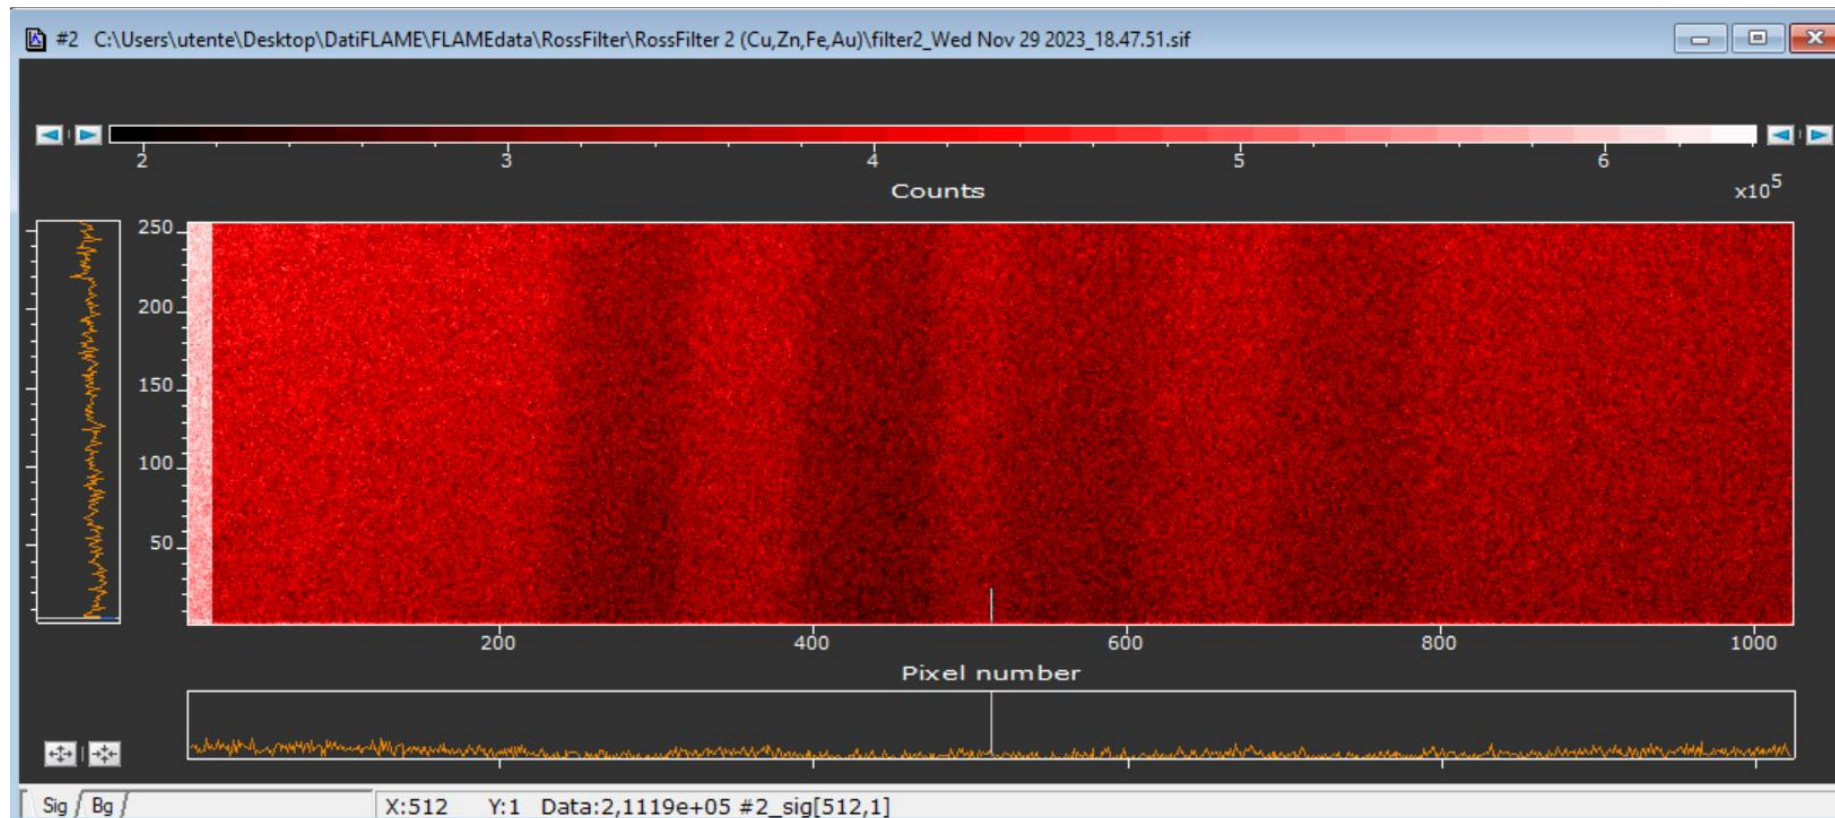 #2 C:\Users\utente\Desktop\DatiFLAME\FLAMEdata\RossFilter\RossFilter 2 (Cu,Zn,Fe,Au)\filter2_Wed Nov 29 2023_18.47.51.sif
2 3 4 5 6
Counts x10^5
250
200
150
100
50
200 400 600 800 1000
Pixel number
Sig / Bg / X:512 Y:1 Data:2,1119e+05 #2_sig[512,1]